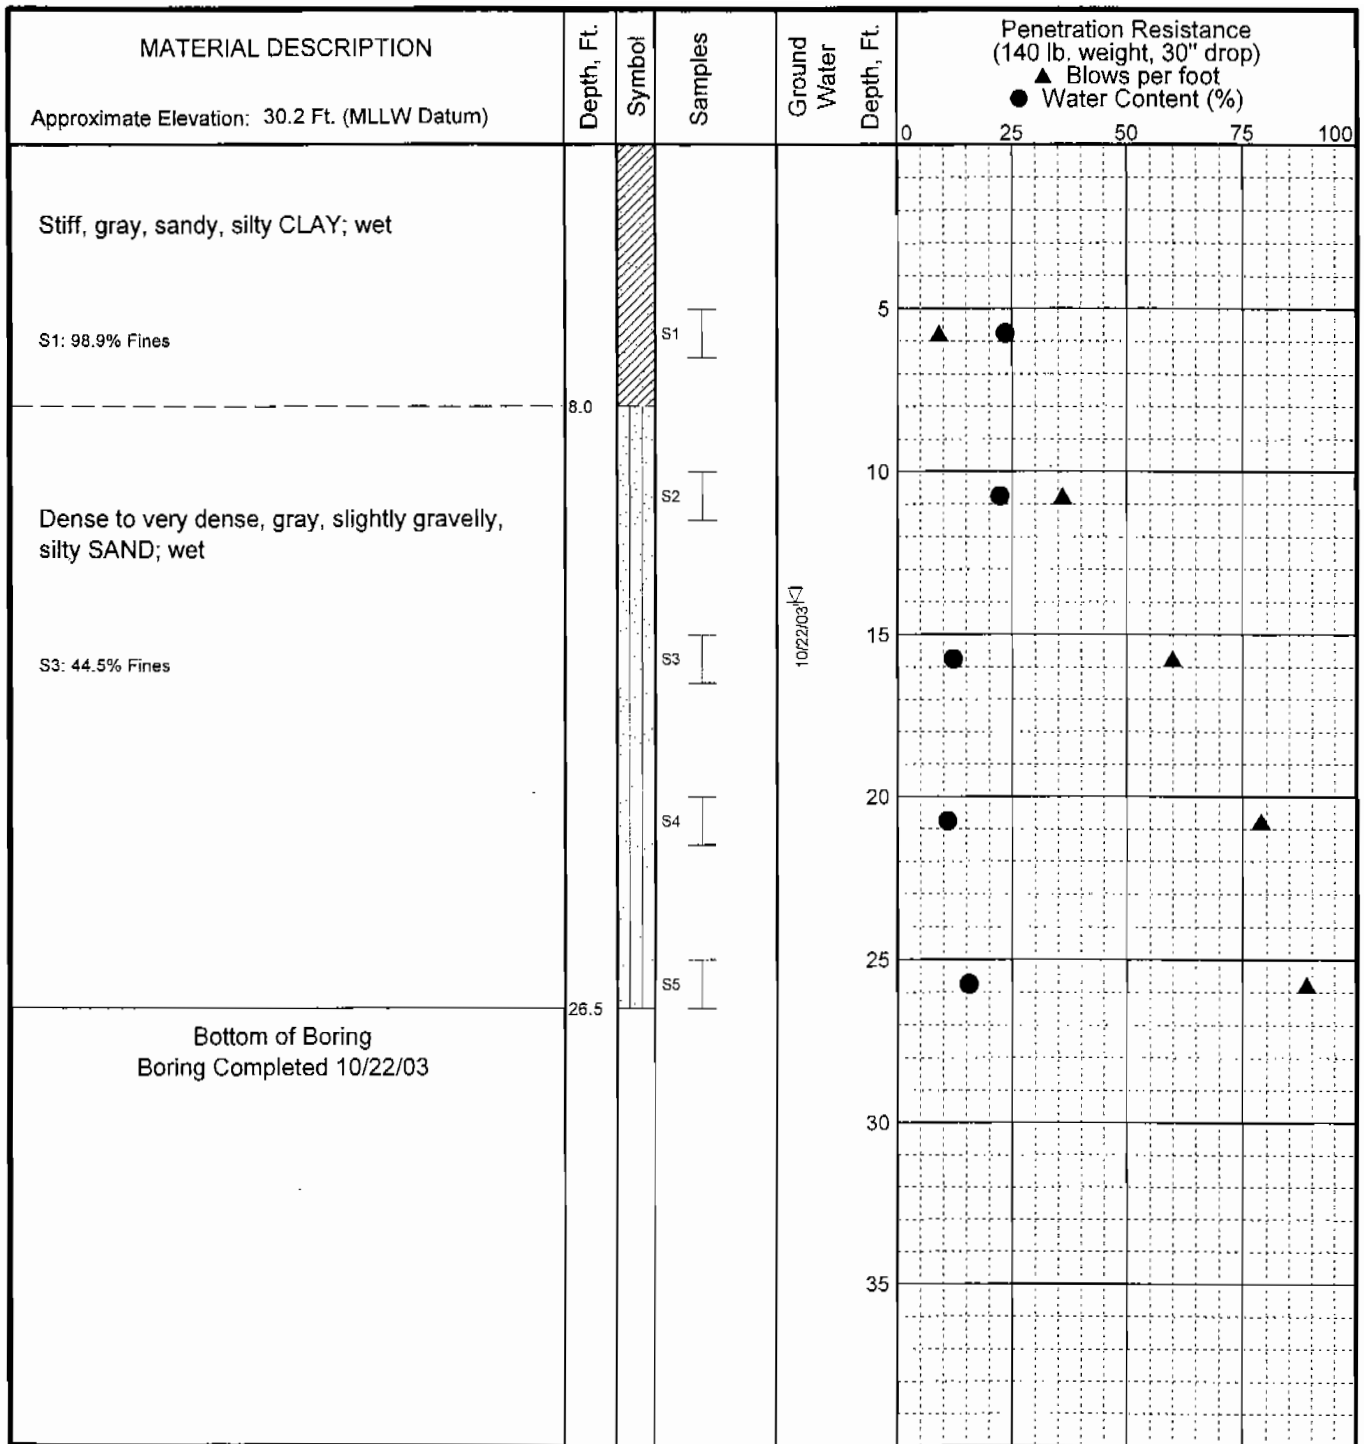 MATERIAL DESCRIPTION
Approximate Elevation: 30.2 Ft. (MLLW Datum)
Depth, Ft.
Symbol
Samples
Ground
Water
Depth, Ft.
Penetration Resistance
(140 lb. weight, 30" drop)
▲ Blows per foot
● Water Content (%)
0 25 50 75 100
Stiff, gray, sandy, silty CLAY; wet
S1: 98.9% Fines
8.0
Dense to very dense, gray, slightly gravelly,
silty SAND; wet
S3: 44.5% Fines
26.5
Bottom of Boring
Boring Completed 10/22/03
S1
S2
S3
S4
S5
10/22/03
5
10
15
20
25
30
35